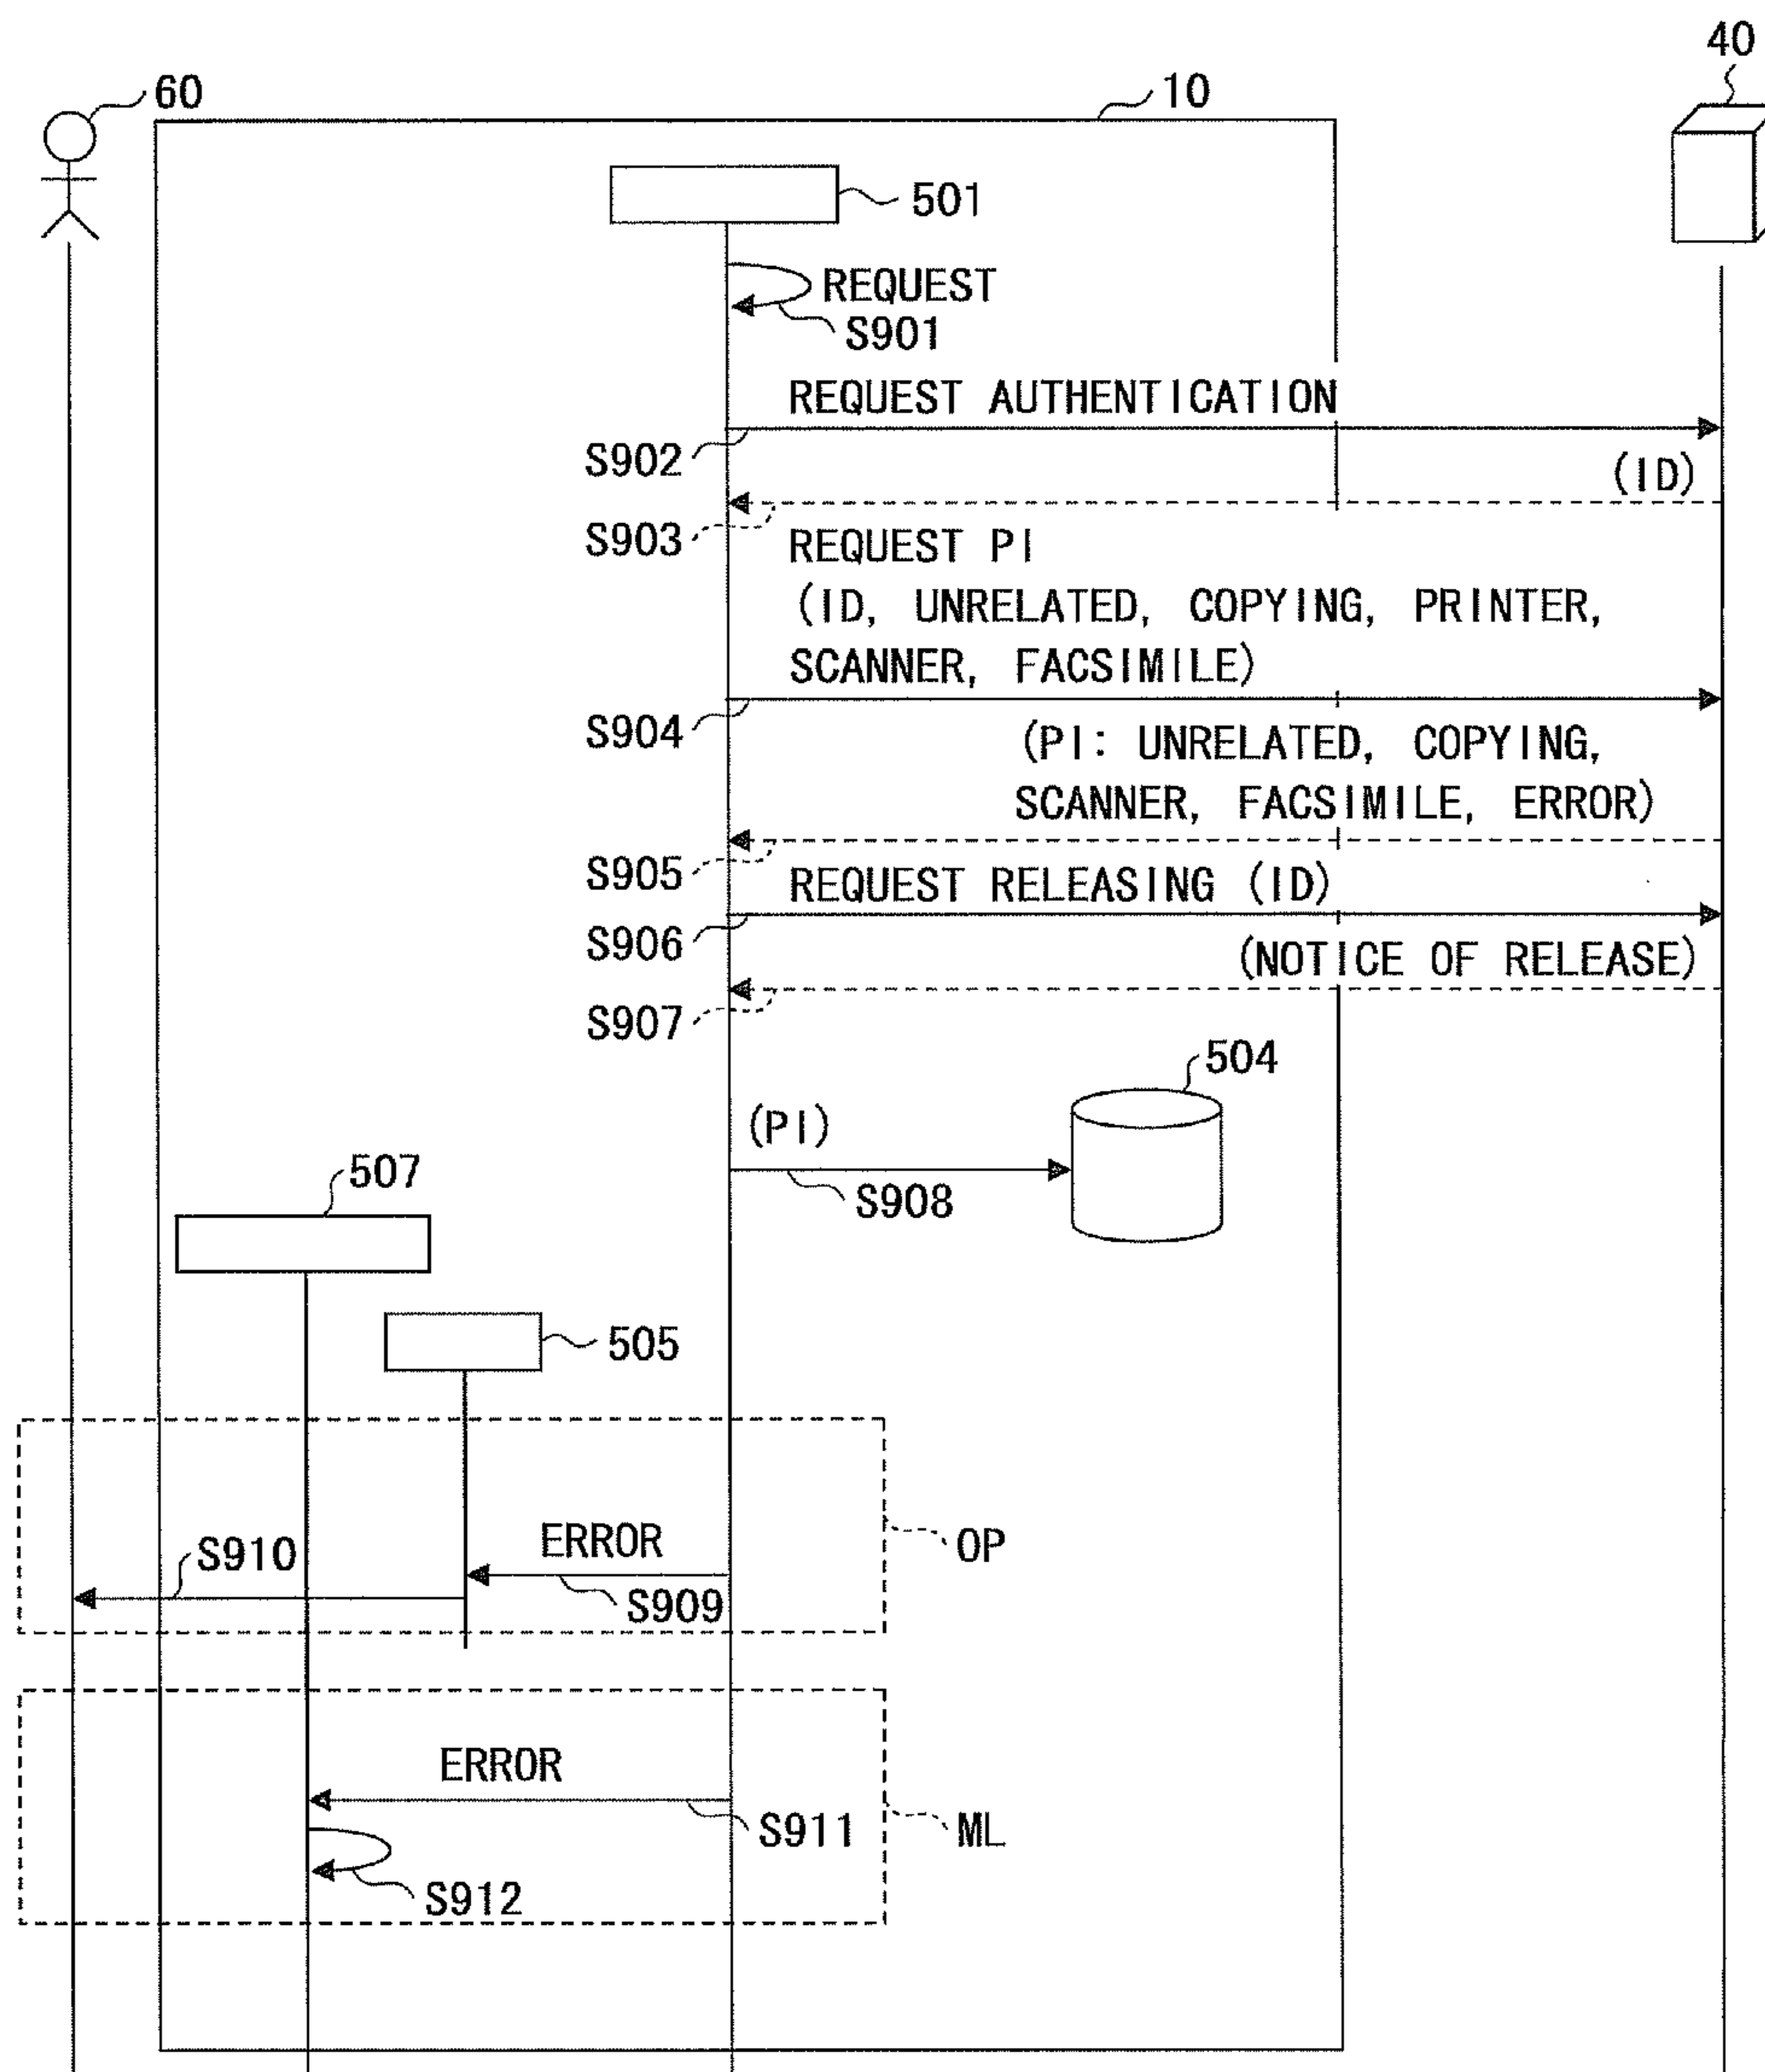 40
60
10
501
REQUEST
S901
REQUEST AUTHENTICATION
S902
(ID)
S903
REQUEST PI
(ID, UNRELATED, COPYING, PRINTER,
SCANNER, FACSIMILE)
S904
(PI: UNRELATED, COPYING,
SCANNER, FACSIMILE, ERROR)
S905
REQUEST RELEASING (ID)
S906
(NOTICE OF RELEASE)
S907
504
(PI)
507
S908
505
S910
ERROR
OP
S909
ERROR
S911
ML
S912